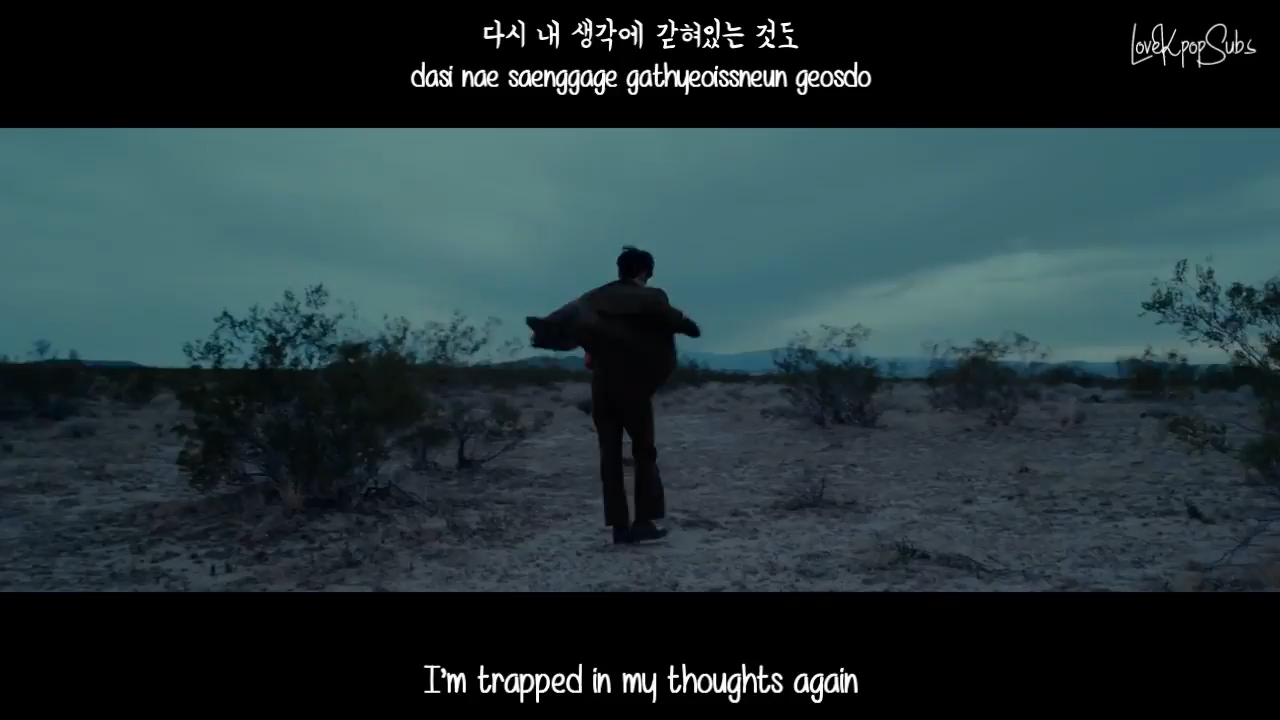 다시 내 생각에 갇혀있는 것도
LoveKpopSubs
dasi nae saenggage gathyeoissneun geosdo
I'm trapped in my thoughts again